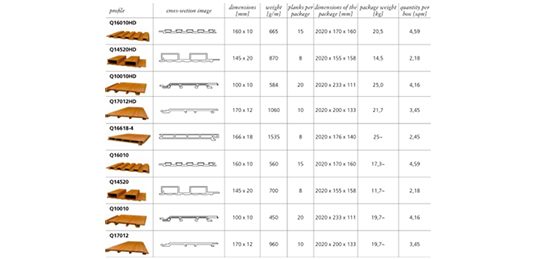 profile cross-section image dimensions [mm] weight [g/m] planks per package dimensions of the package [mm] package weight [kg] quantity per box [sqm]
Q16010HD 160 x 10 665 15 2020 x 170 x 160 20,5 4,59
Q14520HD 145 x 20 870 8 2020 x 155 x 158 14,5 2,18
Q10010HD 100 x 10 584 20 2020 x 233 x 111 25,0 4,16
Q17012HD 170 x 12 1060 10 2020 x 200 x 133 21,7 3,45
Q16618-4 166 x 18 1535 8 2020 x 176 x 140 25~ 2,45
Q16010 160 x 10 560 15 2020 x 170 x 160 17,3~ 4,59
Q14520 145 x 20 700 8 2020 x 155 x 158 11,7~ 2,18
Q10010 100 x 10 450 20 2020 x 233 x 111 19,7~ 4,16
Q17012 170 x 12 960 10 2020 x 200 x 133 19,7~ 3,45